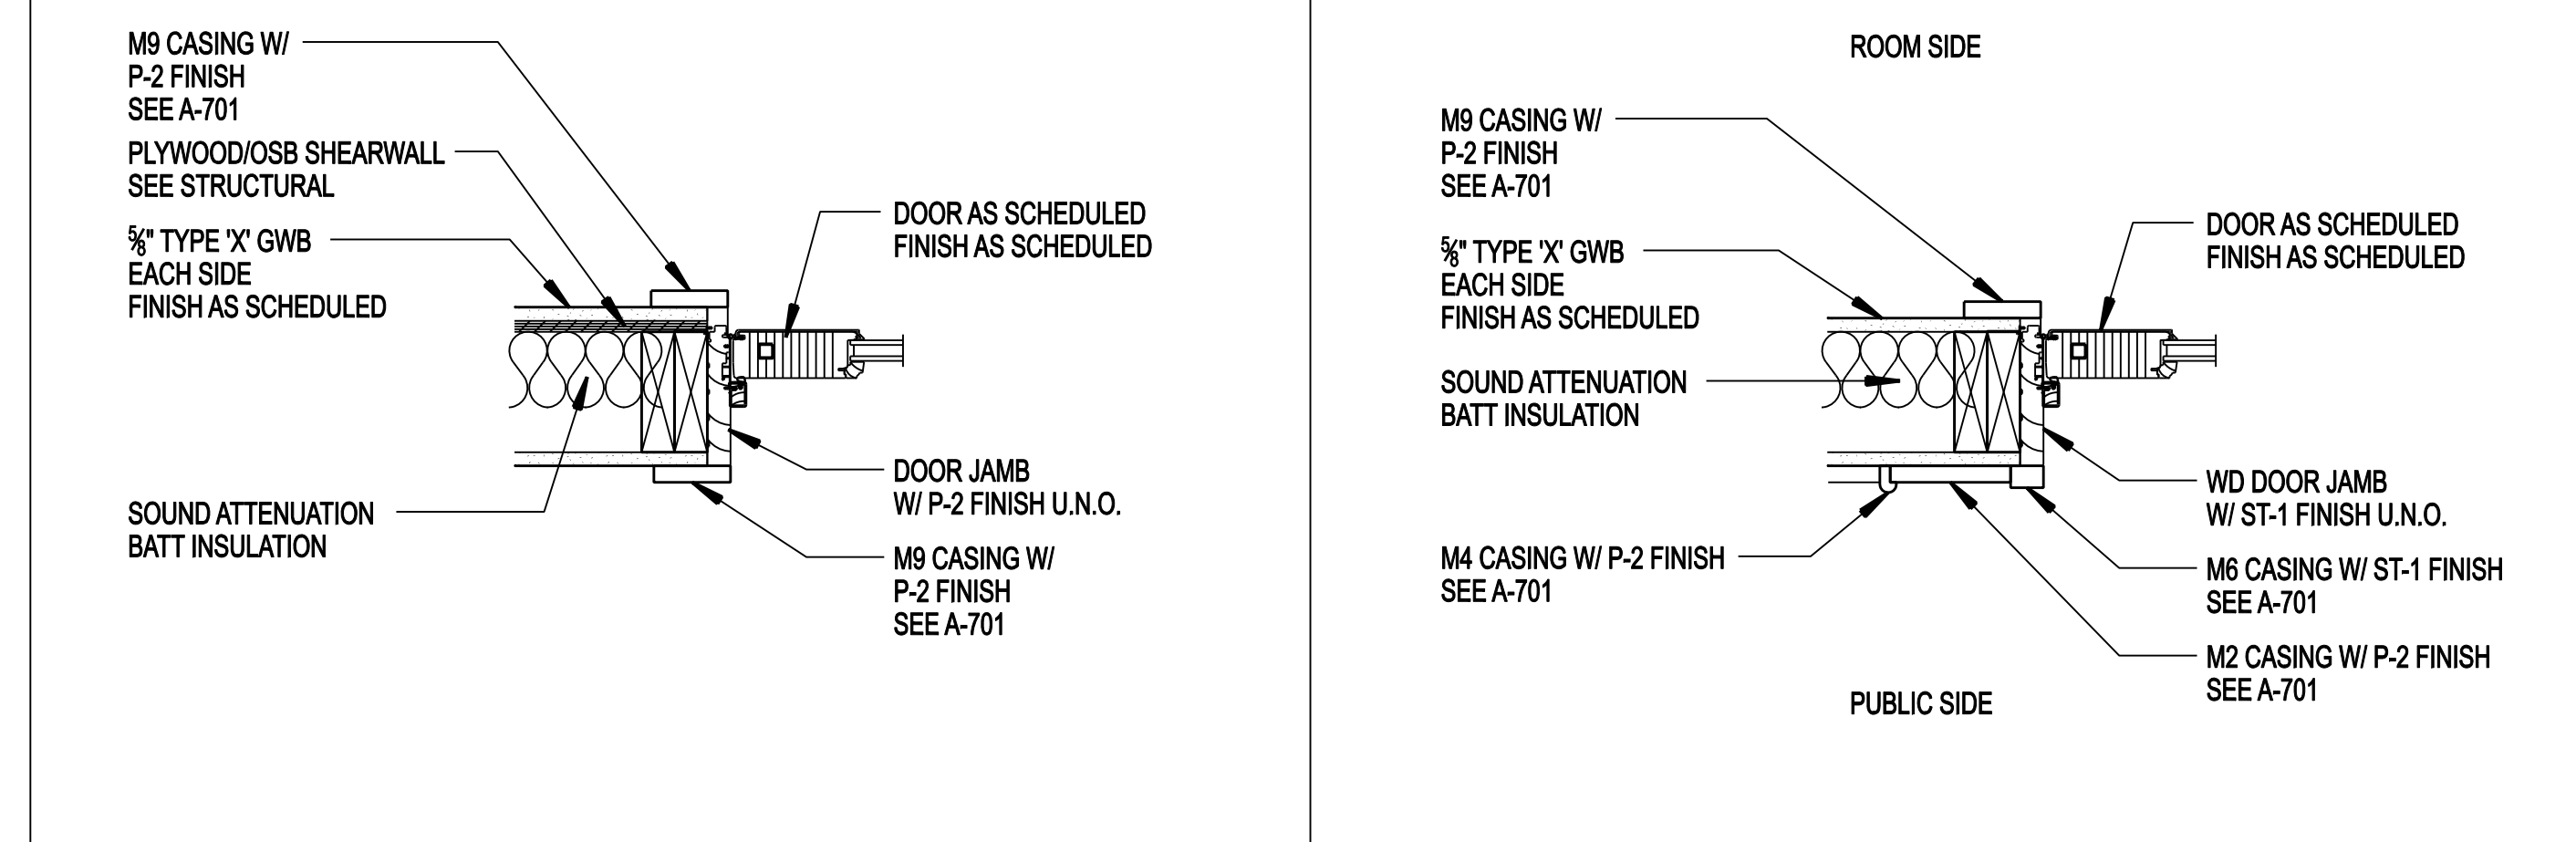 M9 CASING W/
P-2 FINISH
SEE A-701
PLYWOOD/OSB SHEARWALL
SEE STRUCTURAL
⅝" TYPE 'X' GWB
EACH SIDE
FINISH AS SCHEDULED
SOUND ATTENUATION
BATT INSULATION
DOOR AS SCHEDULED
FINISH AS SCHEDULED
DOOR JAMB
W/ P-2 FINISH U.N.O.
M9 CASING W/
P-2 FINISH
SEE A-701
ROOM SIDE
M9 CASING W/
P-2 FINISH
SEE A-701
⅝" TYPE 'X' GWB
EACH SIDE
FINISH AS SCHEDULED
SOUND ATTENUATION
BATT INSULATION
M4 CASING W/ P-2 FINISH
SEE A-701
DOOR AS SCHEDULED
FINISH AS SCHEDULED
WD DOOR JAMB
W/ ST-1 FINISH U.N.O.
M6 CASING W/ ST-1 FINISH
SEE A-701
M2 CASING W/ P-2 FINISH
SEE A-701
PUBLIC SIDE